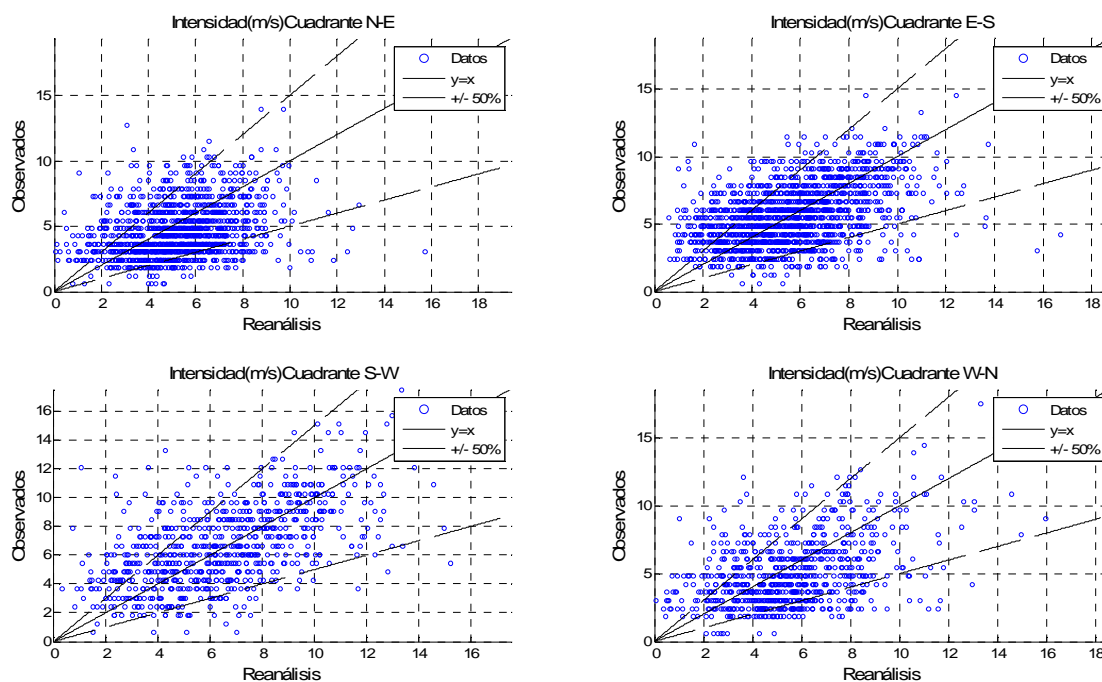 Intensidad(m/s)Cuadrante N-E
Observados
15
10
5
0
0 2 4 6 8 10 12 14 16 18
Reanálisis
Datos
y=x
+/- 50%
Intensidad(m/s)Cuadrante E-S
Observados
15
10
5
0
0 2 4 6 8 10 12 14 16 18
Reanálisis
Datos
y=x
+/- 50%
Intensidad(m/s)Cuadrante S-W
Observados
16
14
12
10
8
6
4
2
0
0 2 4 6 8 10 12 14 16
Reanálisis
Datos
y=x
+/- 50%
Intensidad(m/s)Cuadrante W-N
Observados
15
10
5
0
0 2 4 6 8 10 12 14 16 18
Reanálisis
Datos
y=x
+/- 50%